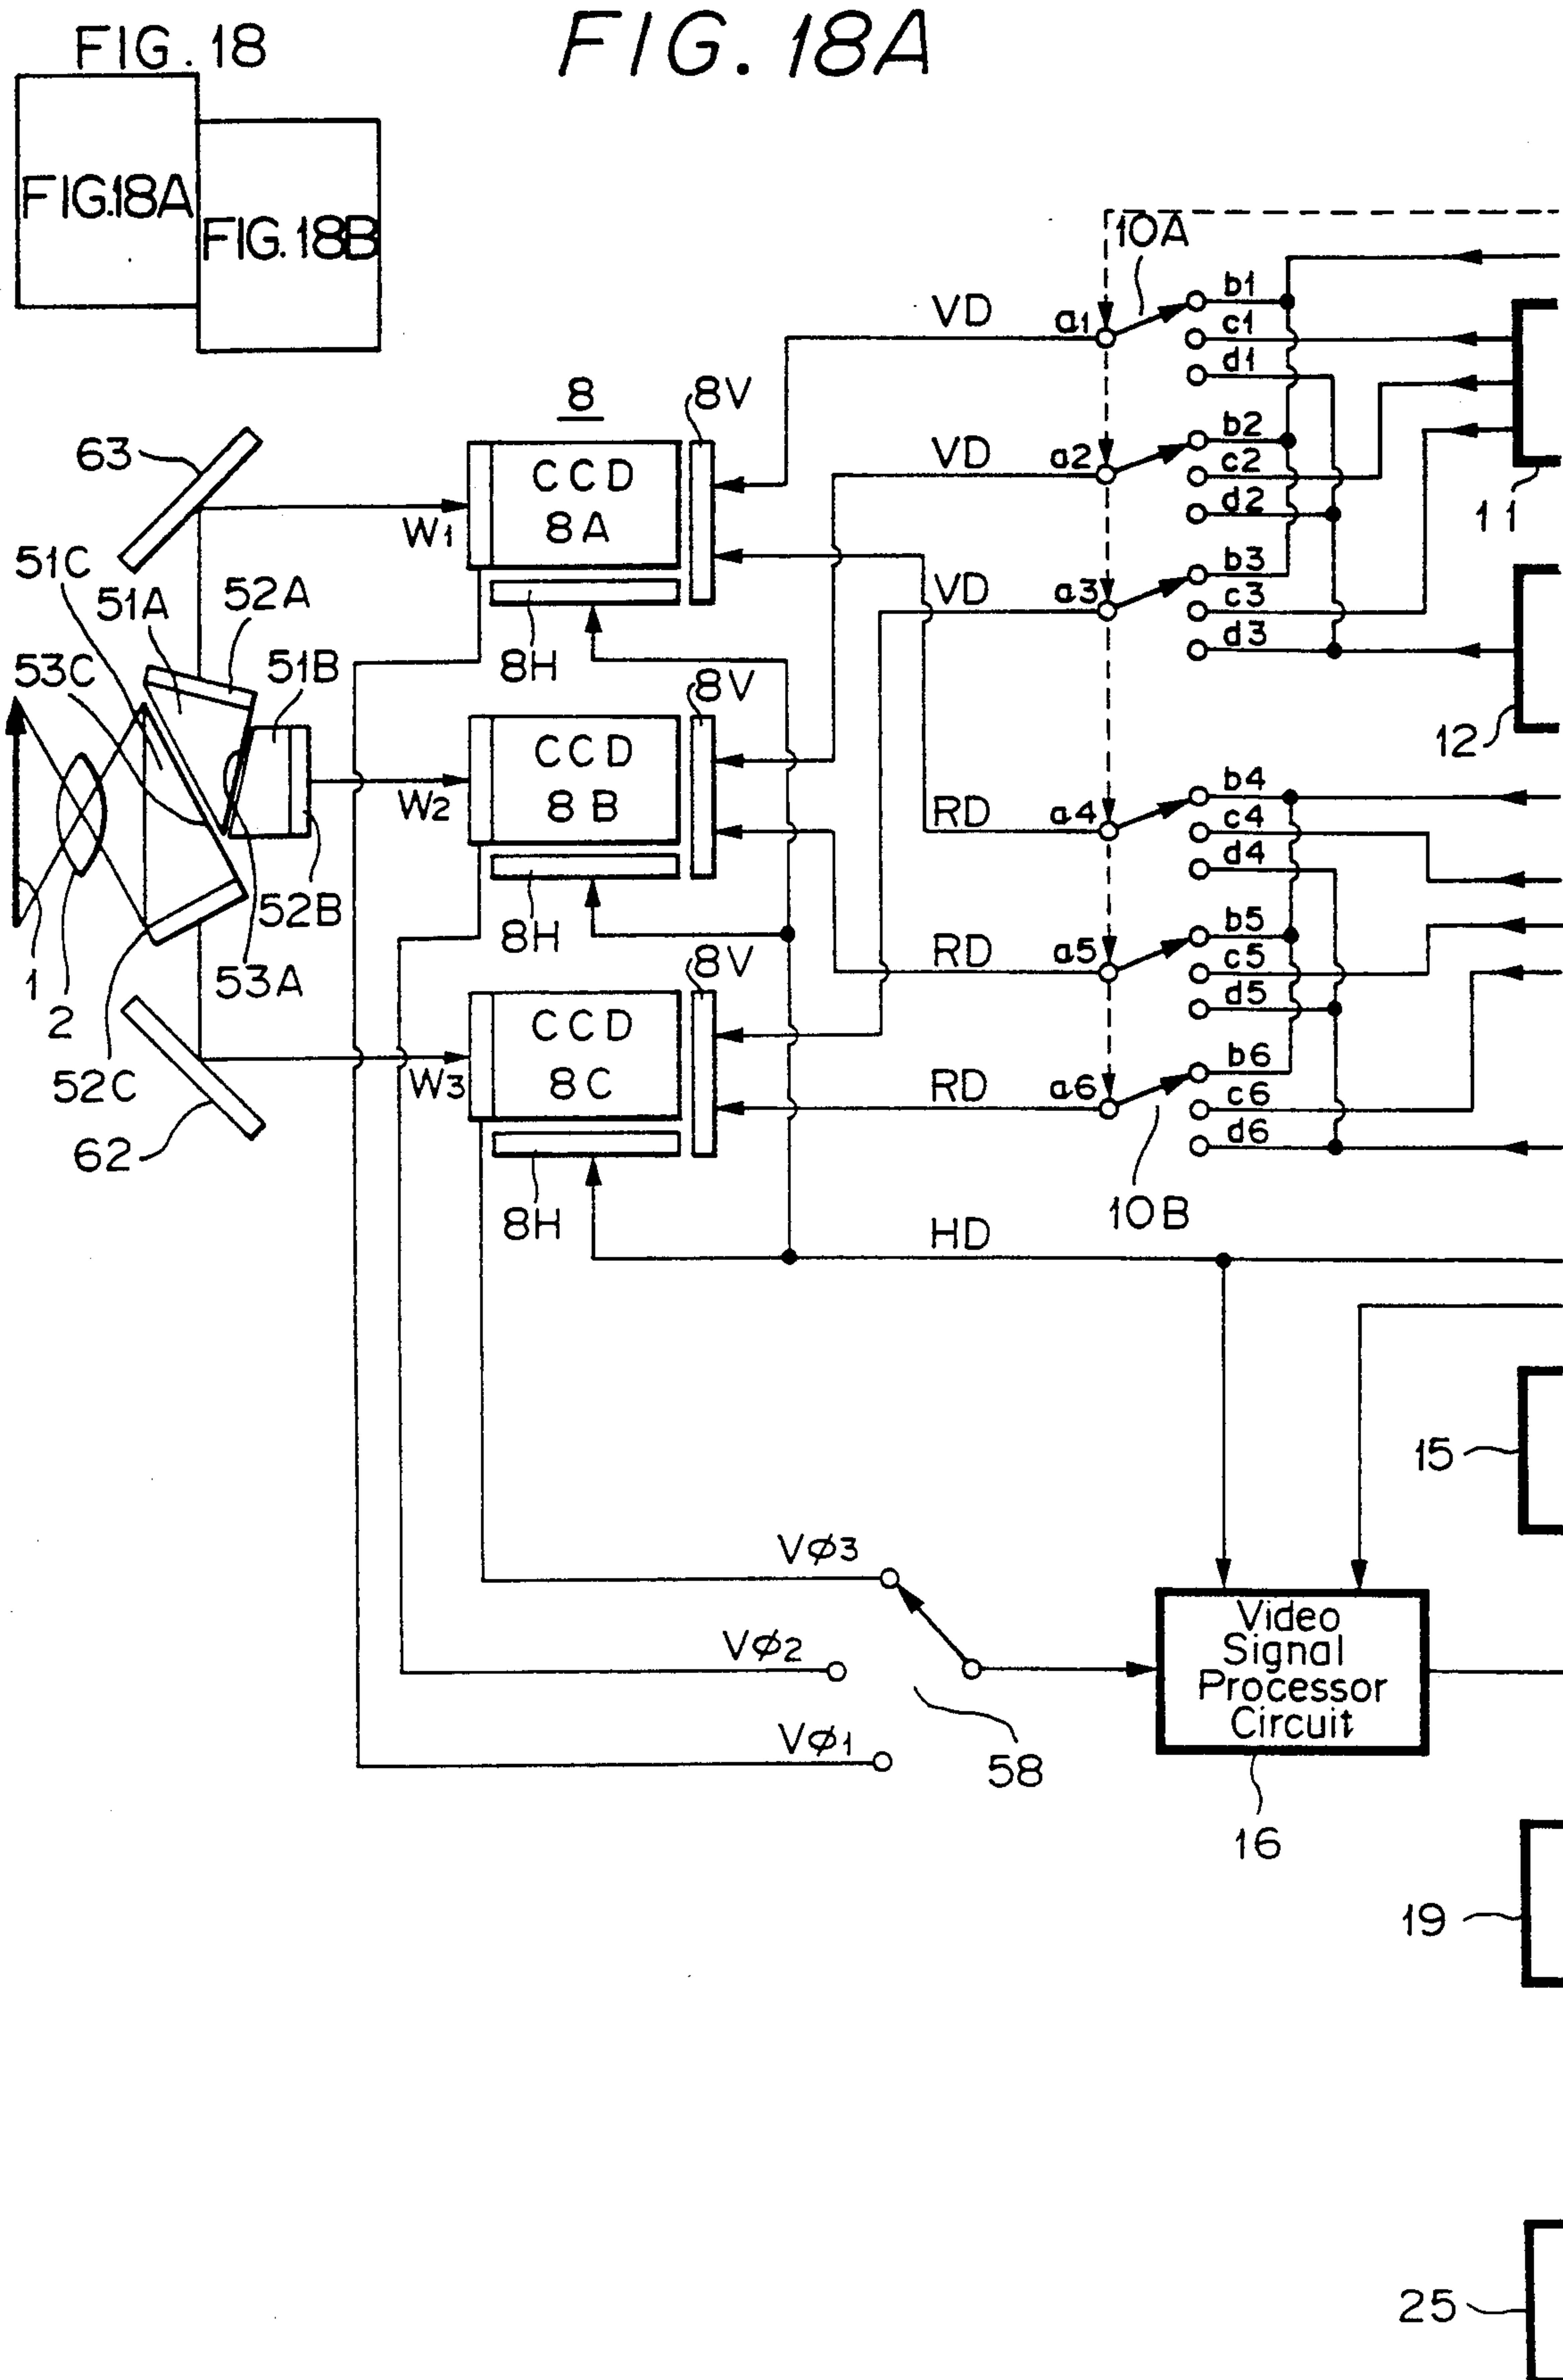 FIG. 18
FIG. 18A
FIG.18A
FIG. 18B
10A
b1
VD
a1
c1
d1
8
8V
63
VD
a2
b2
c2
d2
11
CCD
8A
W1
51C
51A
52A
53C
51B
VD
a3
b3
c3
d3
8H
8V
12
CCD
8B
W2
RD
a4
b4
c4
d4
52B
8H
1
2
53A
8V
RD
a5
b5
c5
d5
CCD
8C
W3
52C
RD
a6
b6
c6
d6
62
8H
10B
HD
15
Vφ3
Vφ2
Vφ1
58
Video
Signal
Processor
Circuit
16
19
25